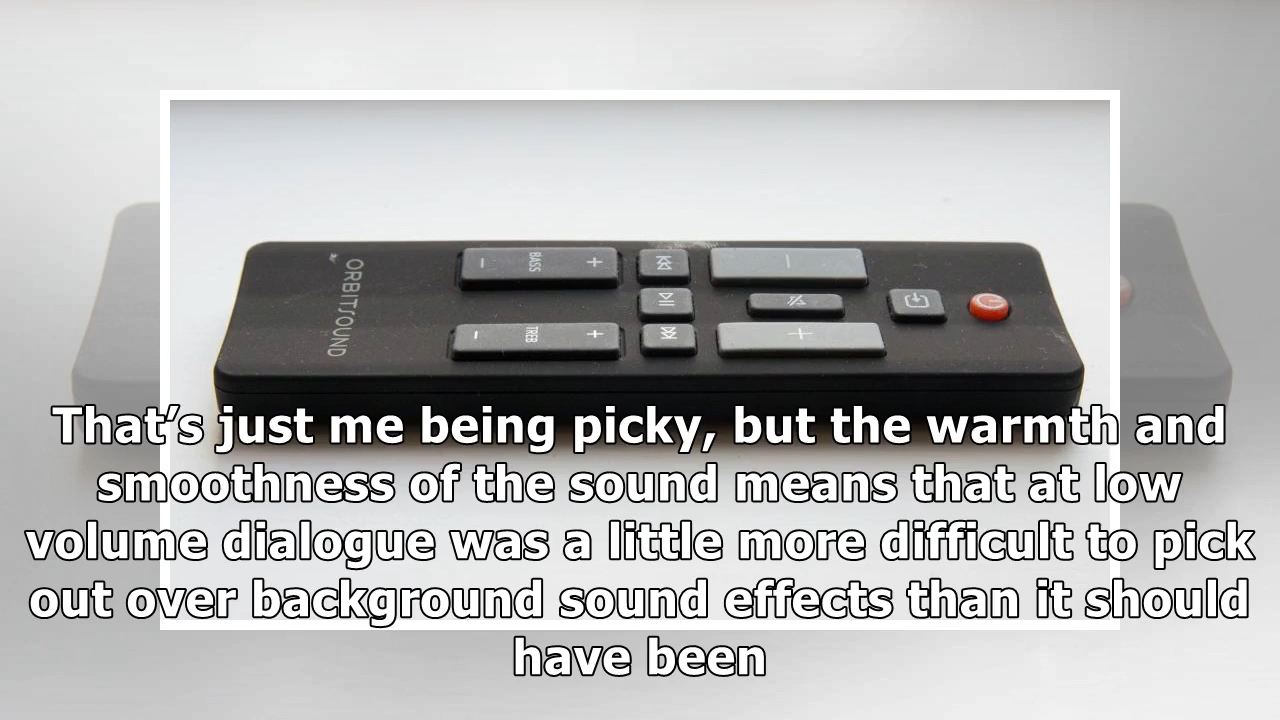 ORBITSOUND
- BASS +
- TREB +
-
+
That’s just me being picky, but the warmth and
smoothness of the sound means that at low
volume dialogue was a little more difficult to pick
out over background sound effects than it should
have been